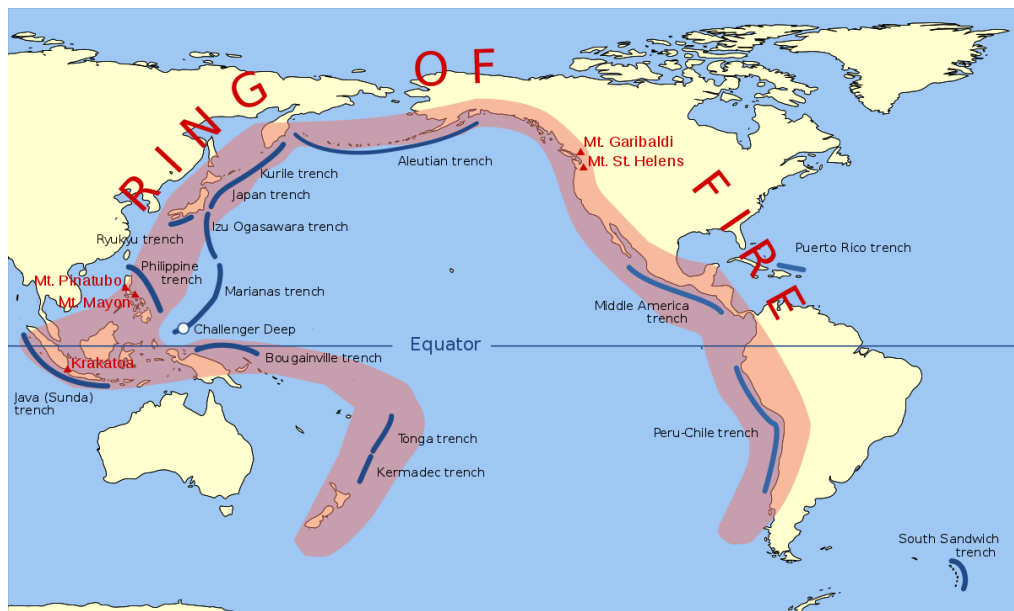 RING OF FIRE
Mt. Garibaldi
Mt. St. Helens
Aleutian trench
Kurile trench
Japan trench
Izu Ogasawara trench
Ryukyu trench
Puerto Rico trench
Philippine
trench
Mt. Pinatubo
Mt. Mayon
Marianas trench
Middle America
trench
Challenger Deep
Equator
Bougainville trench
Krakatoa
Java (Sunda)
trench
Tonga trench
Peru-Chile trench
Kermadec trench
South Sandwich
trench